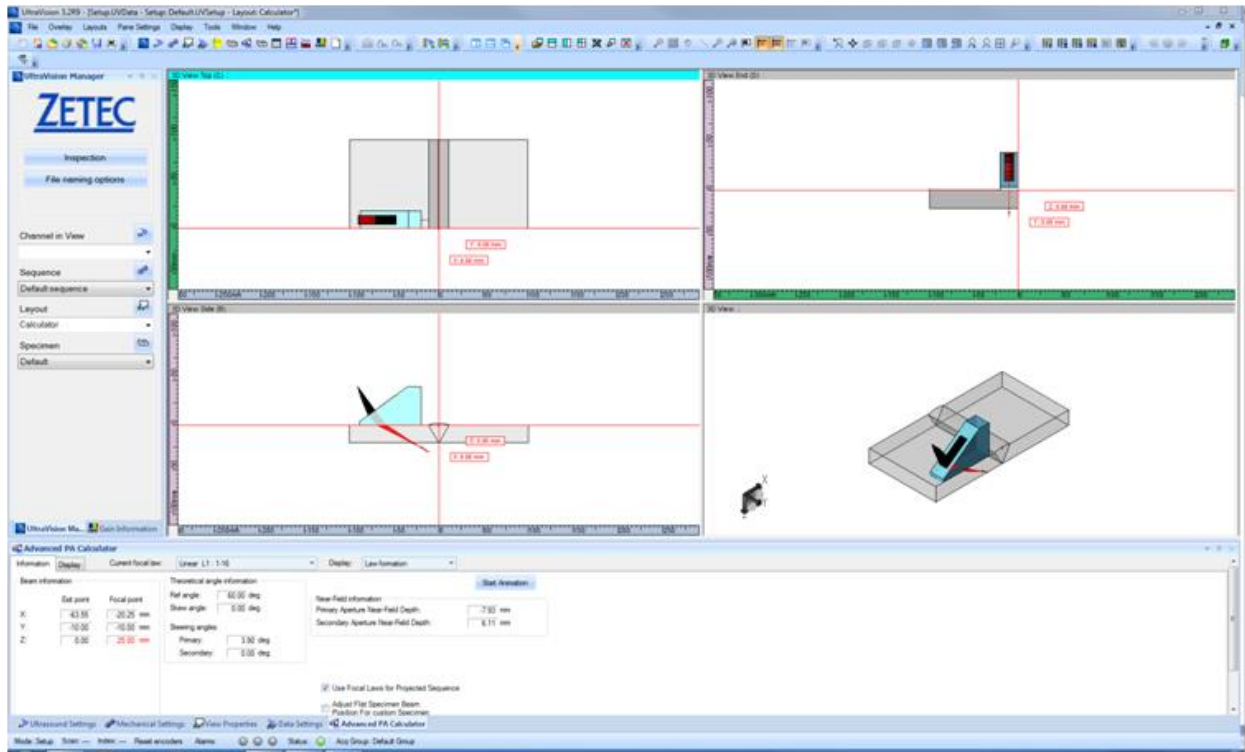 UltraVision 3.2R9 - [Setup.UVData - Setup: Default.UVSetup - Layout: Calculator*]
File Overlay Layouts Pane Settings Display Tools Window Help
UltraVision Manager
ZETEC
Inspection
File naming options
Channel in View
Sequence
Default sequence
Layout
Calculator
Specimen
Default
UltraVision Ma... Gain Information
3D View Top (C) :
3D View End (D) :
3D View Side (B) :
3D View :
X
Y
Advanced PA Calculator
Information Display Current focal law: Linear L1 : 1-16 Display: Law formation
Beam information
Exit point Focal point
X: -63.55 -20.25 mm
Y: -10.00 -10.00 mm
Z: 0.00 25.00 mm
Theoretical angle information
Ref angle: 60.00 deg
Skew angle: 0.00 deg
Steering angles
Primary: 3.90 deg
Secondary: 0.00 deg
Start Animation
Near-Field information
Primary Aperture Near-Field Depth: -7.93 mm
Secondary Aperture Near-Field Depth: 6.11 mm
Use Focal Laws for Projected Sequence
Adjust Flat Specimen Beam
Position For custom Specimen
Ultrasound Settings Mechanical Settings View Properties Data Settings Advanced PA Calculator
Mode: Setup Scan: --- Index: --- Reset encoders Alarms Status: Acq Group: Default Group